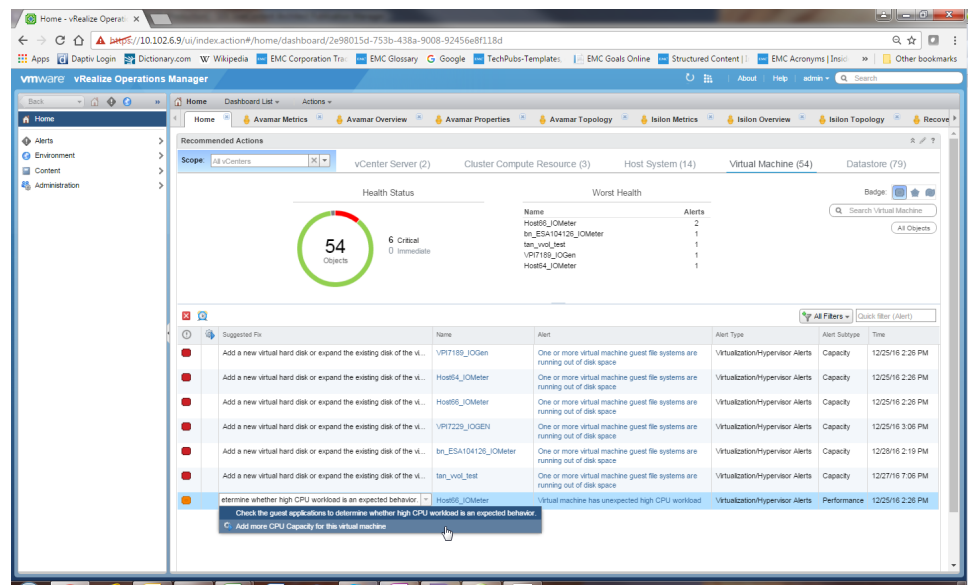 Home - vRealize Operati
https://10.102.6.9/ui/index.action#/home/dashboard/2e98015d-753b-438a-9008-92456e8f118d
Apps Daptiv Login Dictionary.com Wikipedia EMC Corporation Trac EMC Glossary Google TechPubs-Templates, EMC Goals Online Structured Content | EMC Acronyms | Insid » Other bookmarks
vmware vRealize Operations Manager About Help admin Search
Back » Home Dashboard List Actions
Home Home Avamar Metrics Avamar Overview Avamar Properties Avamar Topology Isilon Metrics Isilon Overview Isilon Topology Recove
Alerts
Environment
Content
Administration
Recommended Actions ?
Scope: All vCenters vCenter Server (2) Cluster Compute Resource (3) Host System (14) Virtual Machine (54) Datastore (79)
Health Status Worst Health Badge:
Search Virtual Machine
All Objects
54
Objects
6 Critical
0 Immediate
Name Alerts
Host66_IOMeter 2
bn_ESA104126_IOMeter 1
tan_vvol_test 1
VPI7189_IOGen 1
Host64_IOMeter 1
All Filters Quick filter (Alert)
Suggested Fix Name Alert Alert Type Alert Subtype Time
Add a new virtual hard disk or expand the existing disk of the vi... VPI7189_IOGen One or more virtual machine guest file systems are Virtualization/Hypervisor Alerts Capacity 12/25/16 2:26 PM
running out of disk space
Add a new virtual hard disk or expand the existing disk of the vi... Host64_IOMeter One or more virtual machine guest file systems are Virtualization/Hypervisor Alerts Capacity 12/25/16 2:26 PM
running out of disk space
Add a new virtual hard disk or expand the existing disk of the vi... Host66_IOMeter One or more virtual machine guest file systems are Virtualization/Hypervisor Alerts Capacity 12/25/16 2:26 PM
running out of disk space
Add a new virtual hard disk or expand the existing disk of the vi... VPI7229_IOGEN One or more virtual machine guest file systems are Virtualization/Hypervisor Alerts Capacity 12/25/16 3:06 PM
running out of disk space
Add a new virtual hard disk or expand the existing disk of the vi... bn_ESA104126_IOMeter One or more virtual machine guest file systems are Virtualization/Hypervisor Alerts Capacity 12/28/16 2:19 PM
running out of disk space
Add a new virtual hard disk or expand the existing disk of the vi... tan_vvol_test One or more virtual machine guest file systems are Virtualization/Hypervisor Alerts Capacity 12/27/16 7:06 PM
running out of disk space
etermine whether high CPU workload is an expected behavior. Host66_IOMeter Virtual machine has unexpected high CPU workload Virtualization/Hypervisor Alerts Performance 12/25/16 2:26 PM
Check the guest applications to determine whether high CPU workload is an expected behavior.
Add more CPU Capacity for this virtual machine